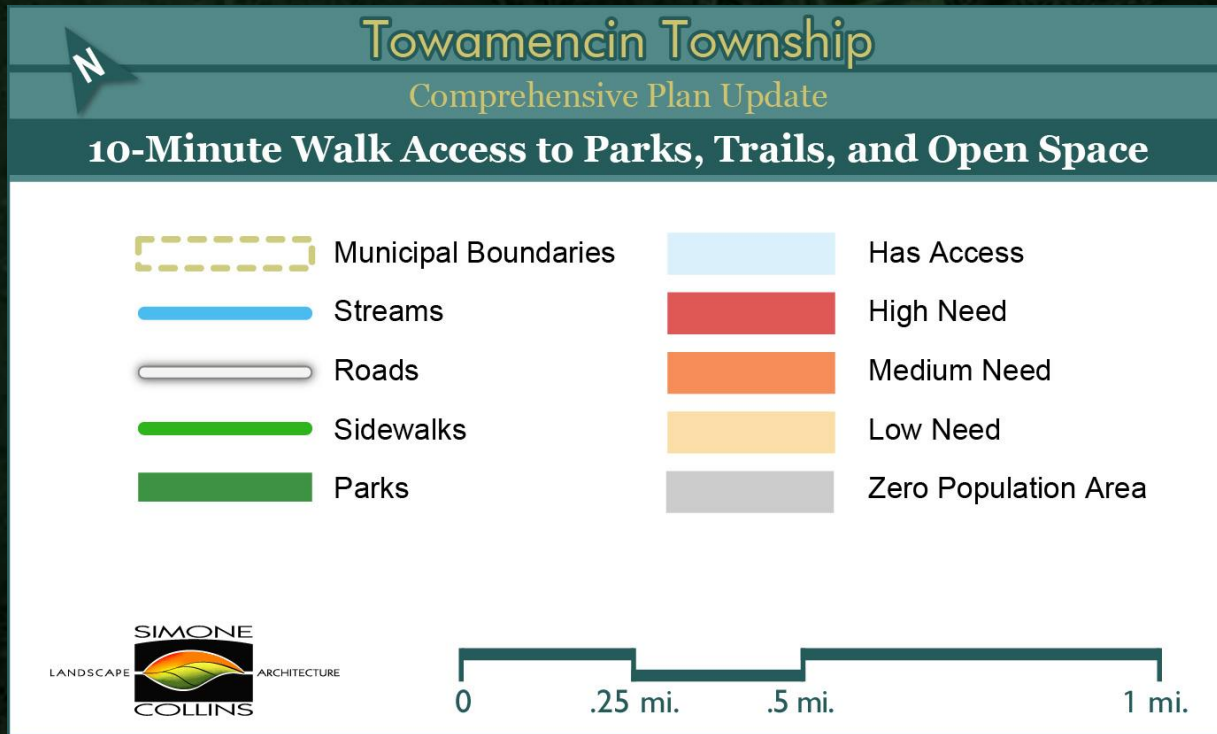 N
Towamencin Township
Comprehensive Plan Update
10-Minute Walk Access to Parks, Trails, and Open Space
Municipal Boundaries
Streams
Roads
Sidewalks
Parks
Has Access
High Need
Medium Need
Low Need
Zero Population Area
SIMONE
LANDSCAPE ARCHITECTURE
COLLINS
0 .25 mi. .5 mi. 1 mi.